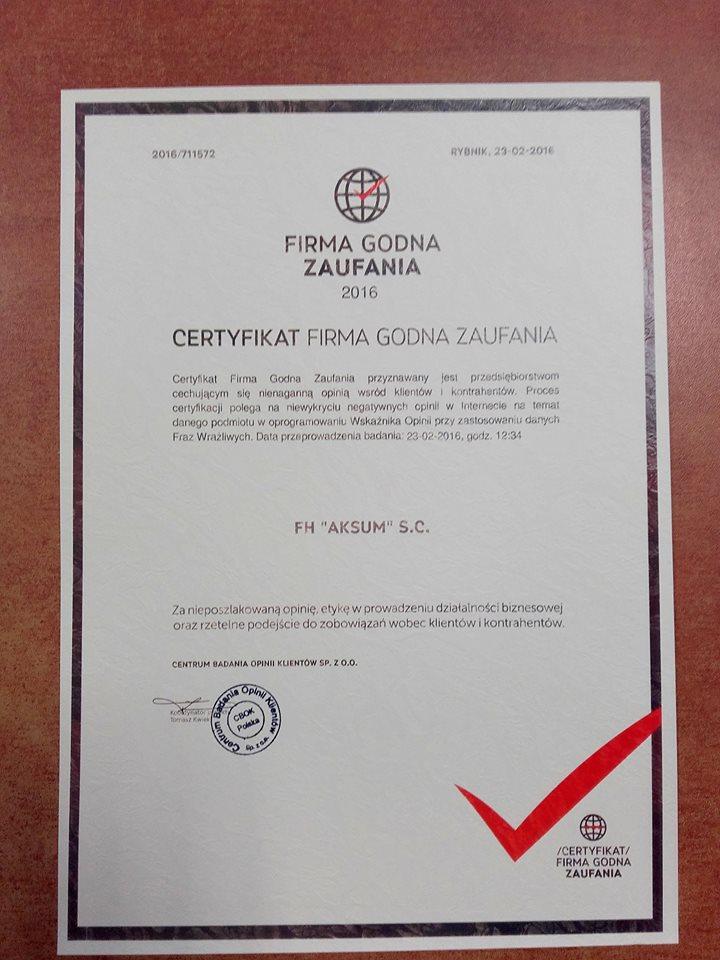 2016/711572
RYBNIK, 23-02-2016
FIRMA GODNA
ZAUFANIA
2016
CERTYFIKAT FIRMA GODNA ZAUFANIA
Certyfikat Firma Godna Zaufania przyznawany jest przedsiębiorstwom
cechującym się nienaganną opinią wsród klientów i kontrahentów. Proces
certyfikacji polega na niewykryciu negatywnych opinii w Internecie na temat
danego podmiotu w oprogramowaniu Wskaźnika Opinii przy zastosowaniu danych
Fraz Wrażliwych. Data przeprowadzenia badania: 23-02-2016, godz. 12:34
FH "AKSUM" S.C.
Za nieposzlakowaną opinię, etykę w prowadzeniu działalności biznesowej
oraz rzetelne podejście do zobowiązań wobec klientów i kontrahentów.
CENTRUM BADANIA OPINII KLIENTÓW SP. Z O.O.
Tomasz
Centrum Badania Opinii Klientów
Sp. z o.o.
CBOK
Polska
/CERTYFIKAT/
FIRMA GODNA
ZAUFANIA